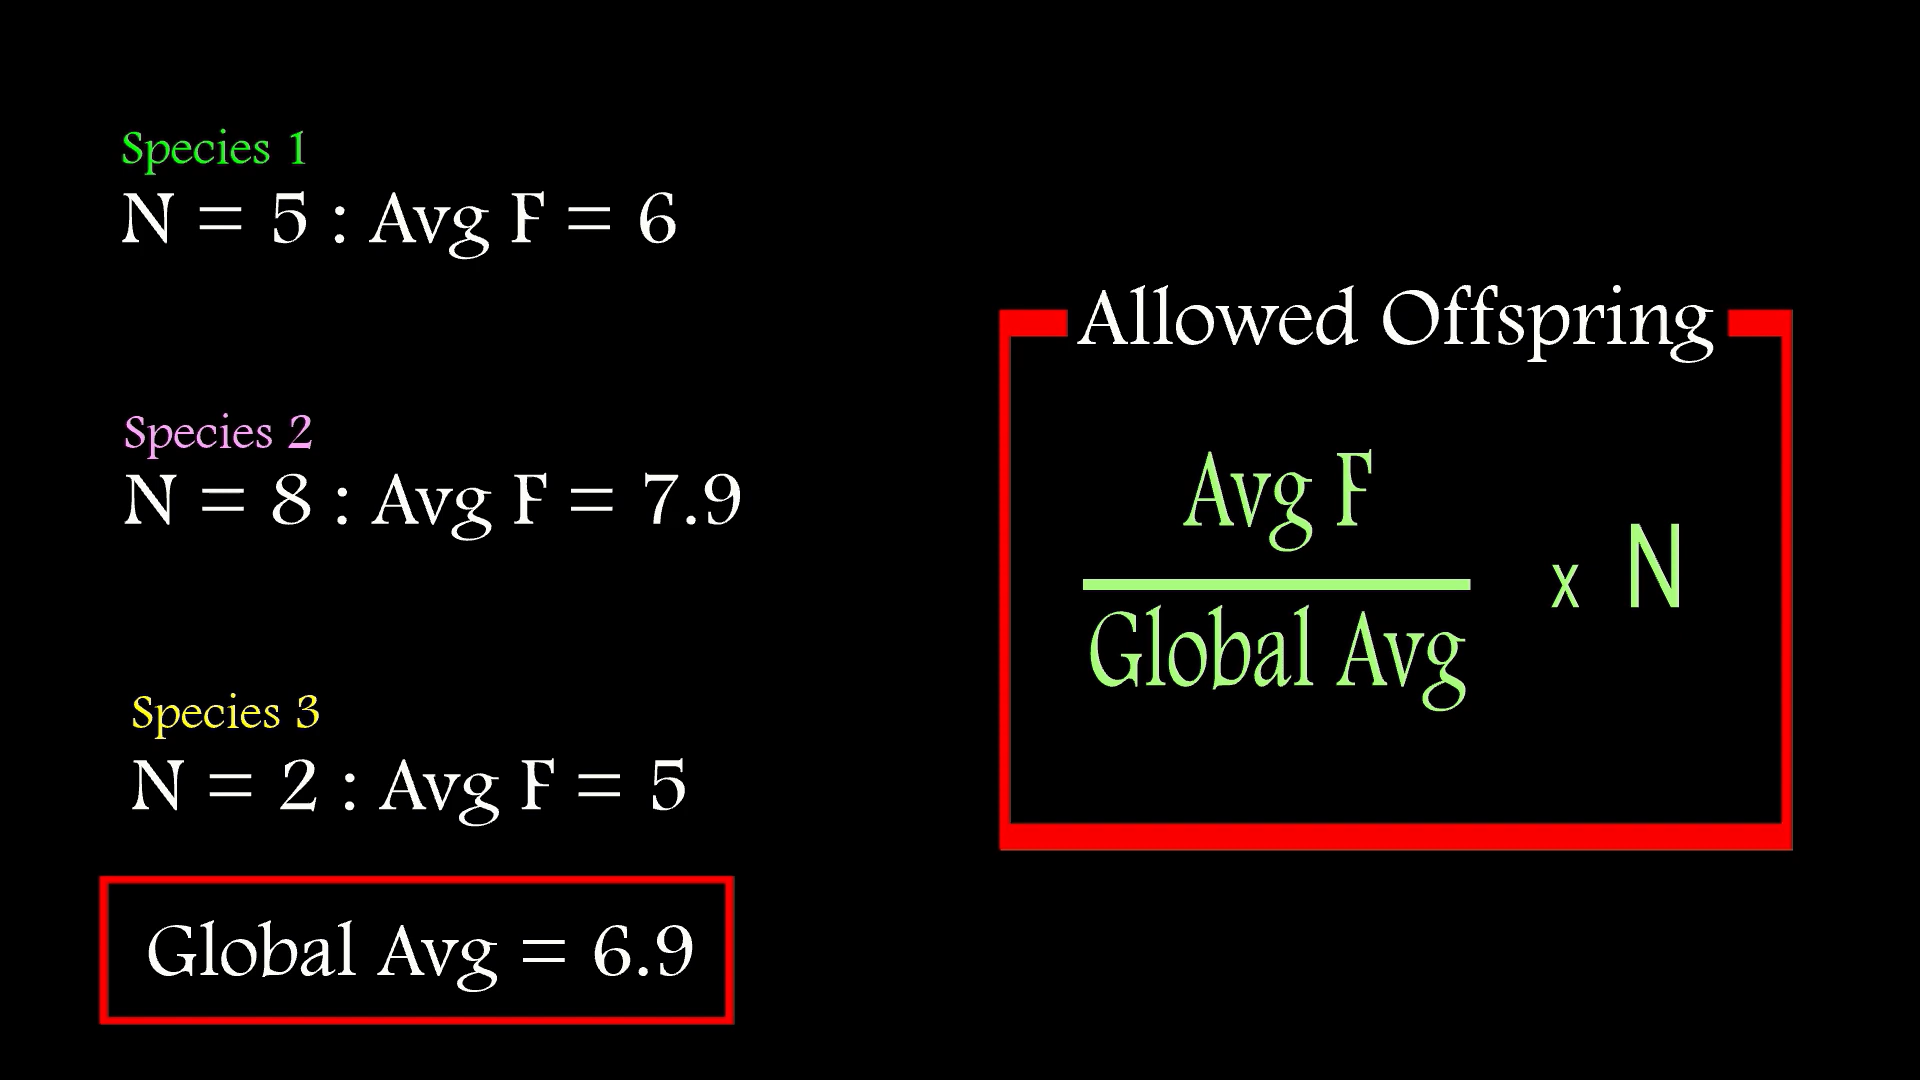 Species 1
N = 5 : Avg F = 6
Species 2
N = 8 : Avg F = 7.9
Species 3
N = 2 : Avg F = 5
Global Avg = 6.9
Allowed Offspring
Avg F
Global Avg
x N